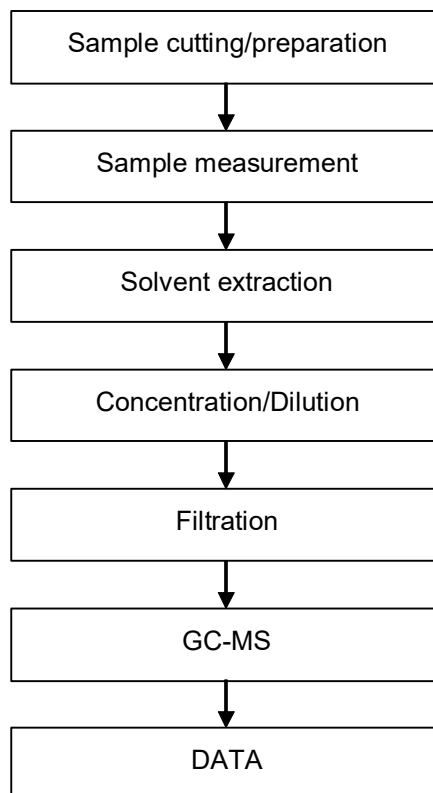 Sample cutting/preparation
Sample measurement
Solvent extraction
Concentration/Dilution
Filtration
GC-MS
DATA